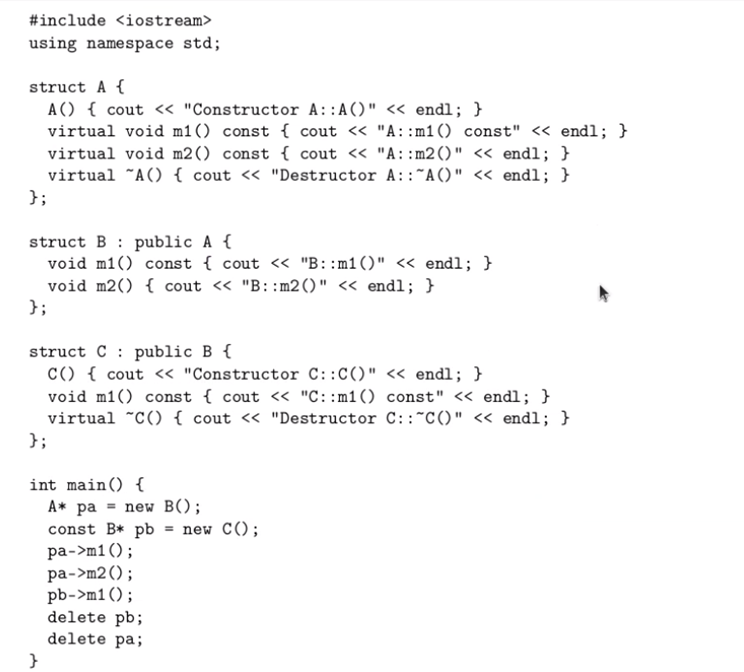 #include <iostream>
using namespace std;

struct A {
  A() { cout << "Constructor A::A()" << endl; }
  virtual void m1() const { cout << "A::m1() const" << endl; }
  virtual void m2() const { cout << "A::m2()" << endl; }
  virtual ~A() { cout << "Destructor A::~A()" << endl; }
};

struct B : public A {
  void m1() const { cout << "B::m1()" << endl; }
  void m2() { cout << "B::m2()" << endl; }
};

struct C : public B {
  C() { cout << "Constructor C::C()" << endl; }
  void m1() const { cout << "C::m1() const" << endl; }
  virtual ~C() { cout << "Destructor C::~C()" << endl; }
};

int main() {
  A* pa = new B();
  const B* pb = new C();
  pa->m1();
  pa->m2();
  pb->m1();
  delete pb;
  delete pa;
}